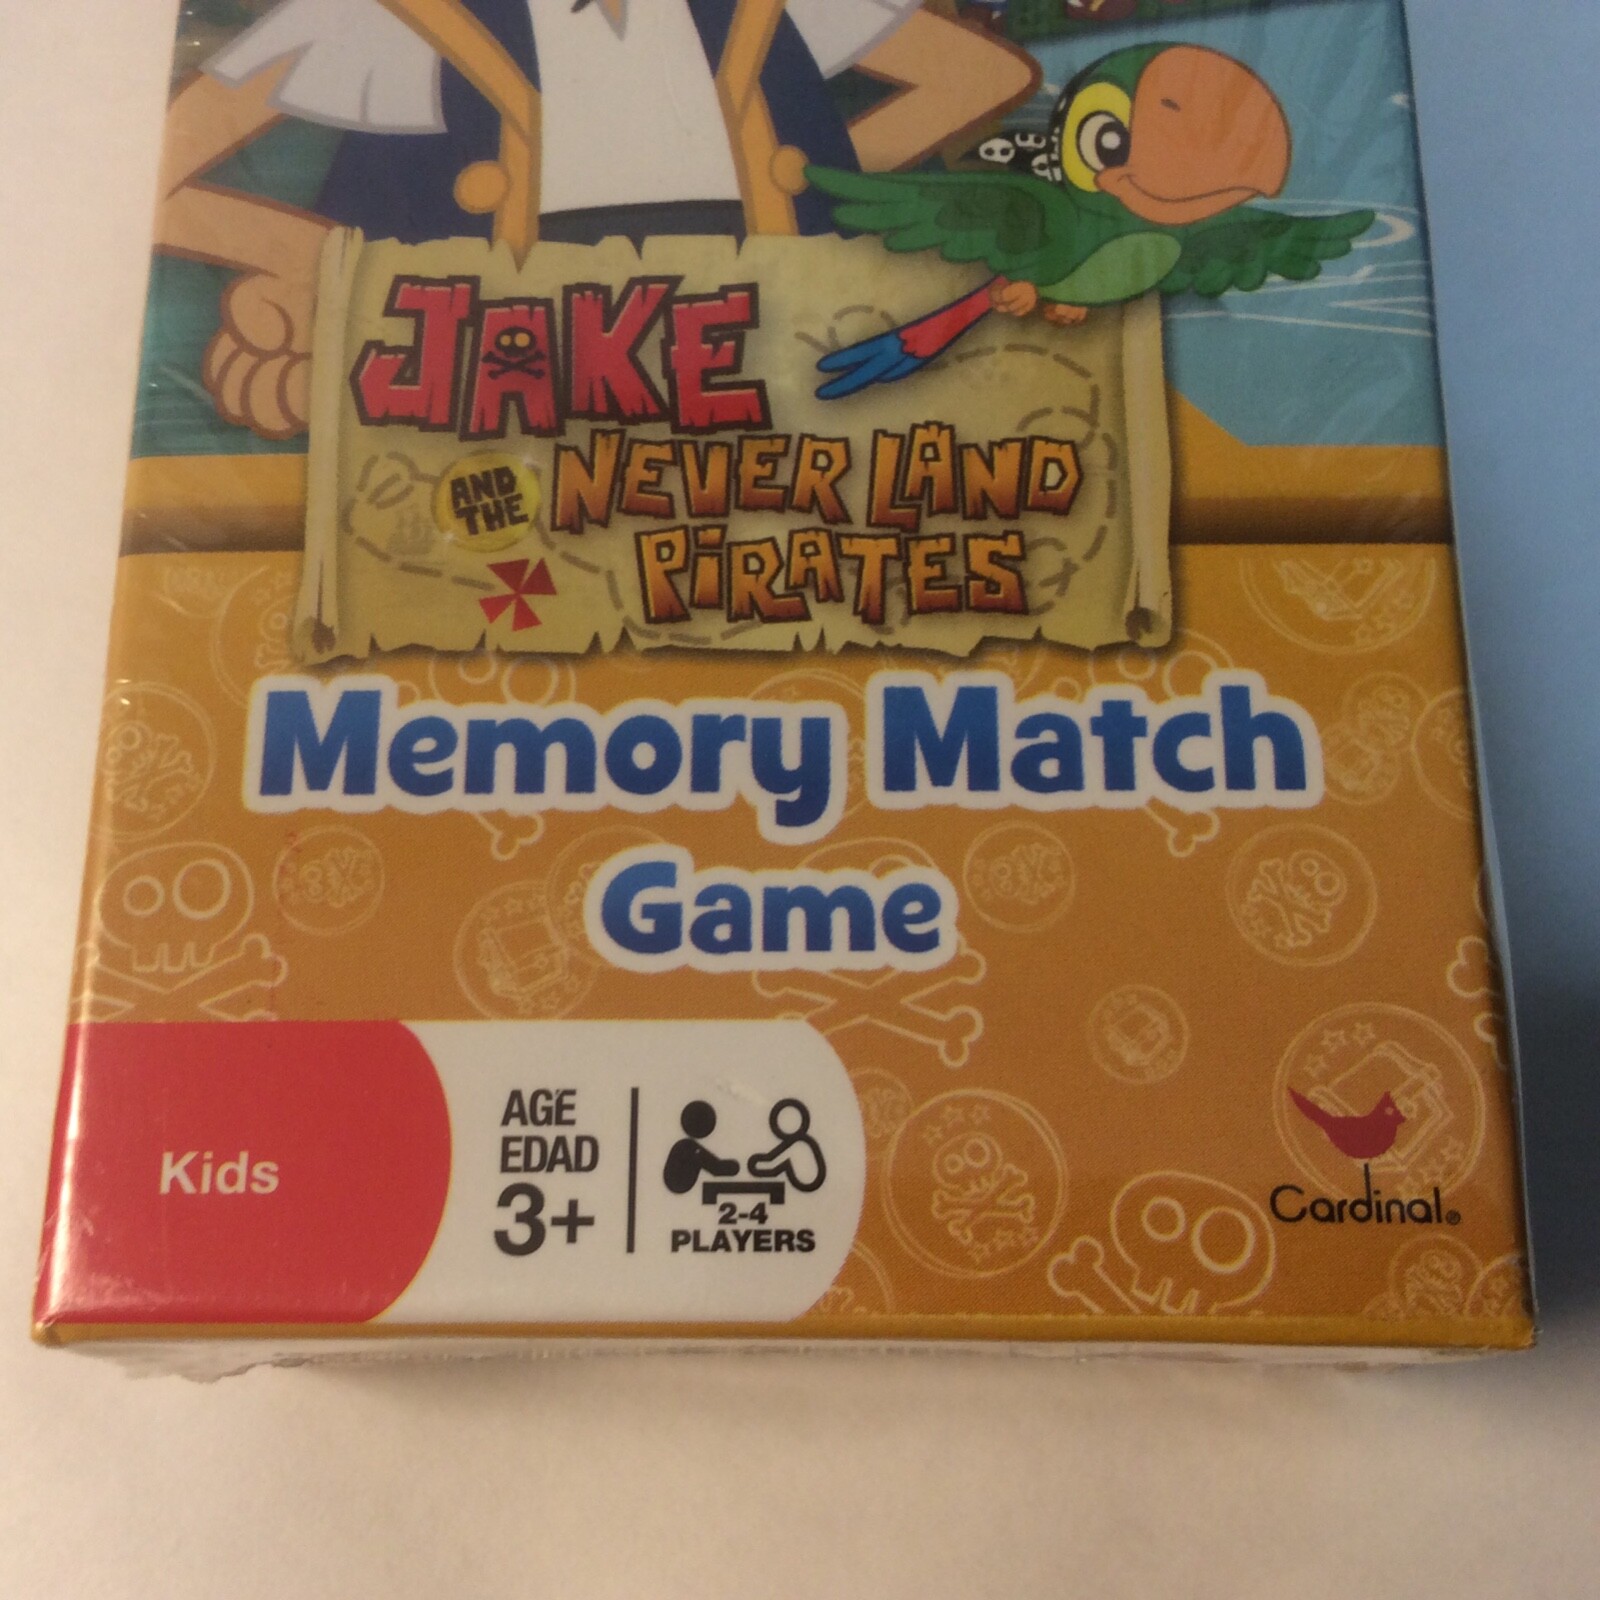 JAKE
AND THE
NEVER LAND
PIRATES
Memory Match
Game
Kids
AGE
EDAD
3+
2-4
PLAYERS
Cardinal®